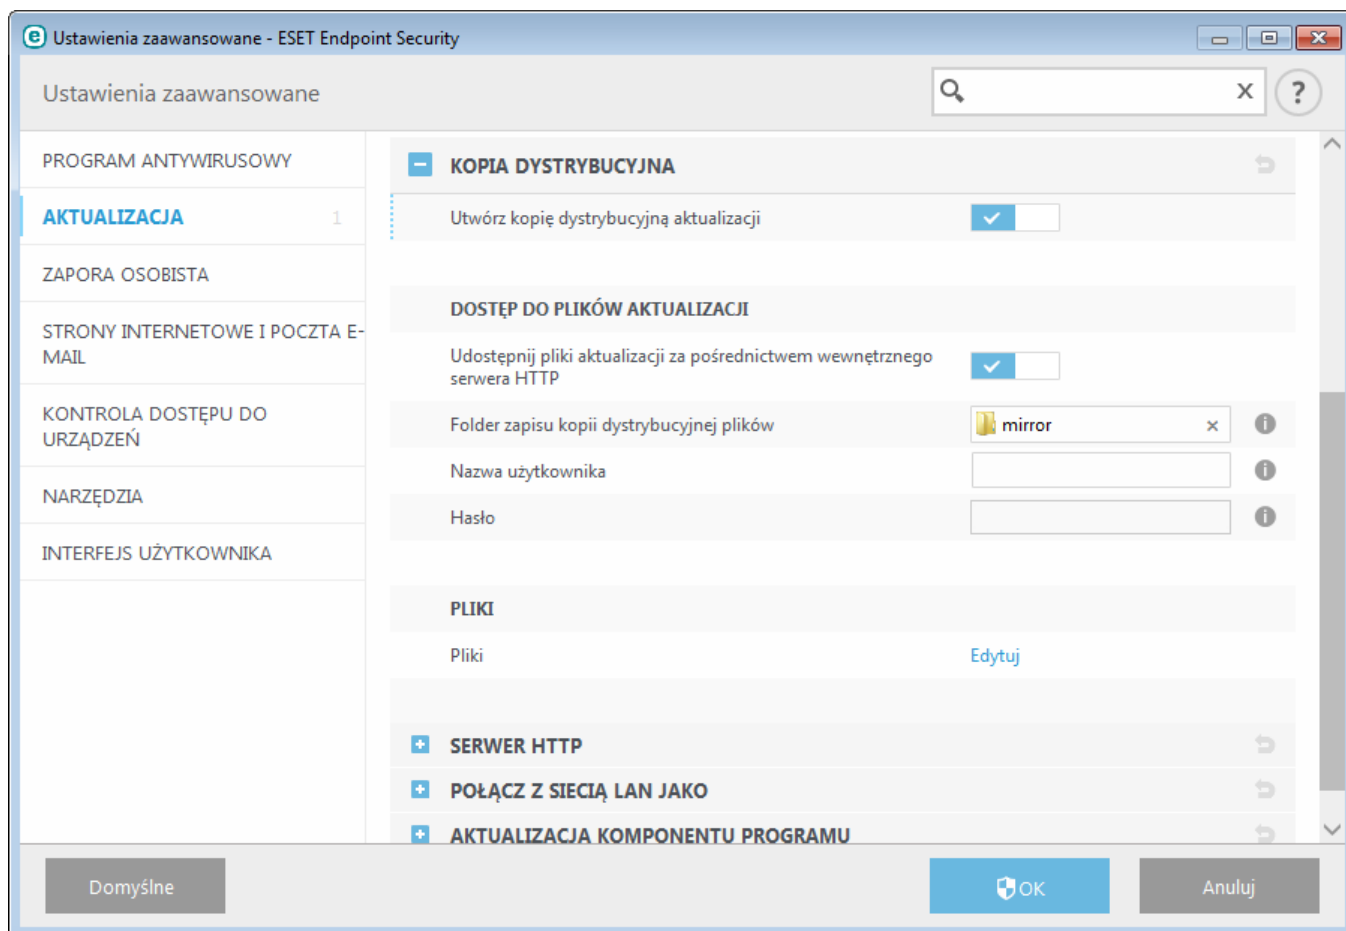 Ustawienia zaawansowane - ESET Endpoint Security
Ustawienia zaawansowane
PROGRAM ANTYWIRUSOWY
AKTUALIZACJA 1
ZAPORA OSOBISTA
STRONY INTERNETOWE I POCZTA E-
MAIL
KONTROLA DOSTĘPU DO
URZĄDZEŃ
NARZĘDZIA
INTERFEJS UŻYTKOWNIKA
KOPIA DYSTRYBUCYJNA
Utwórz kopię dystrybucyjną aktualizacji
DOSTĘP DO PLIKÓW AKTUALIZACJI
Udostępnij pliki aktualizacji za pośrednictwem wewnętrznego
serwera HTTP
Folder zapisu kopii dystrybucyjnej plików mirror
Nazwa użytkownika
Hasło
PLIKI
Pliki Edytuj
SERWER HTTP
POŁĄCZ Z SIECIĄ LAN JAKO
AKTUALIZACJA KOMPONENTU PROGRAMU
Domyślne OK Anuluj